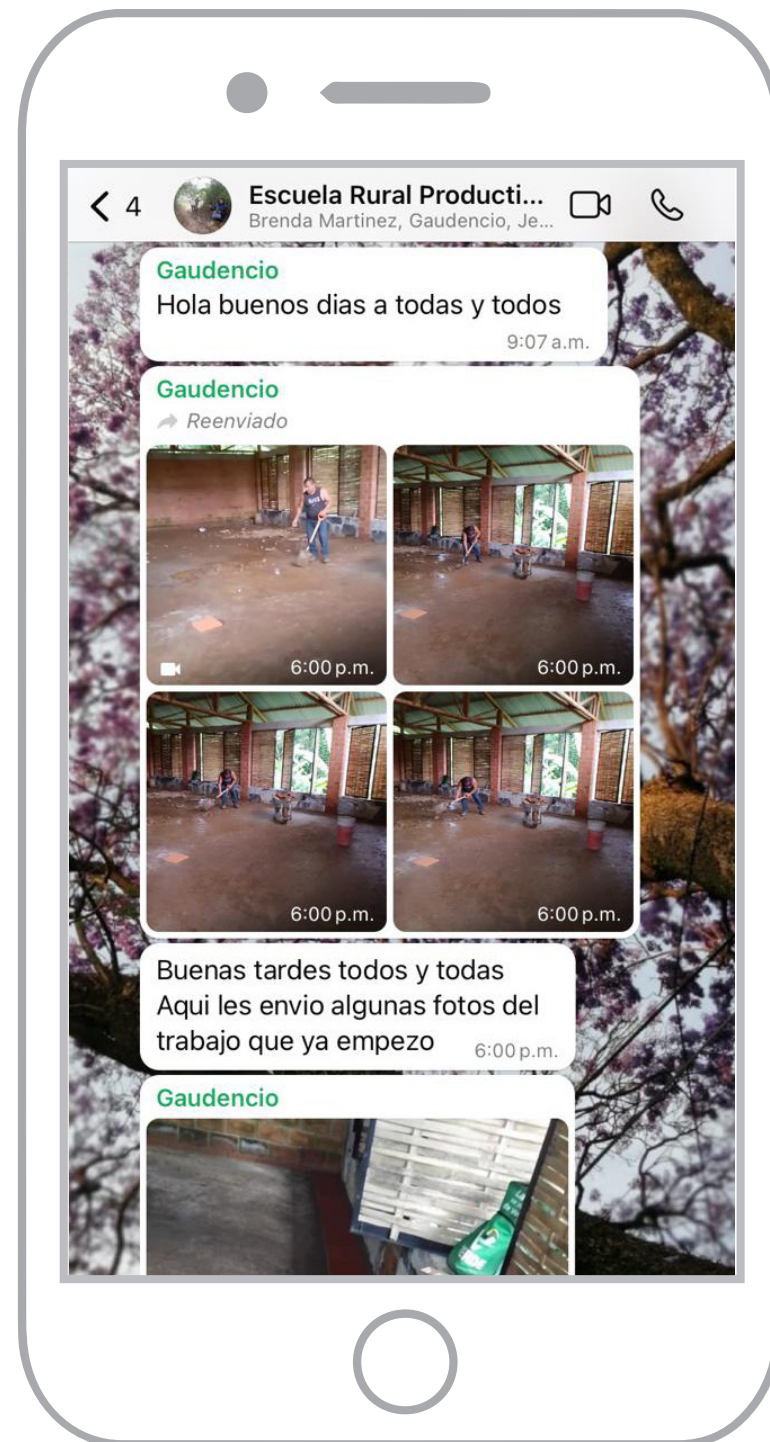 4
Escuela Rural Producti...
Brenda Martinez, Gaudencio, Je...
Gaudencio
Hola buenos dias a todas y todos
9:07 a.m.
Gaudencio
Reenviado
6:00 p.m.
6:00 p.m.
6:00 p.m.
6:00 p.m.
Buenas tardes todos y todas
Aqui les envio algunas fotos del
trabajo que ya empezo
6:00 p.m.
Gaudencio